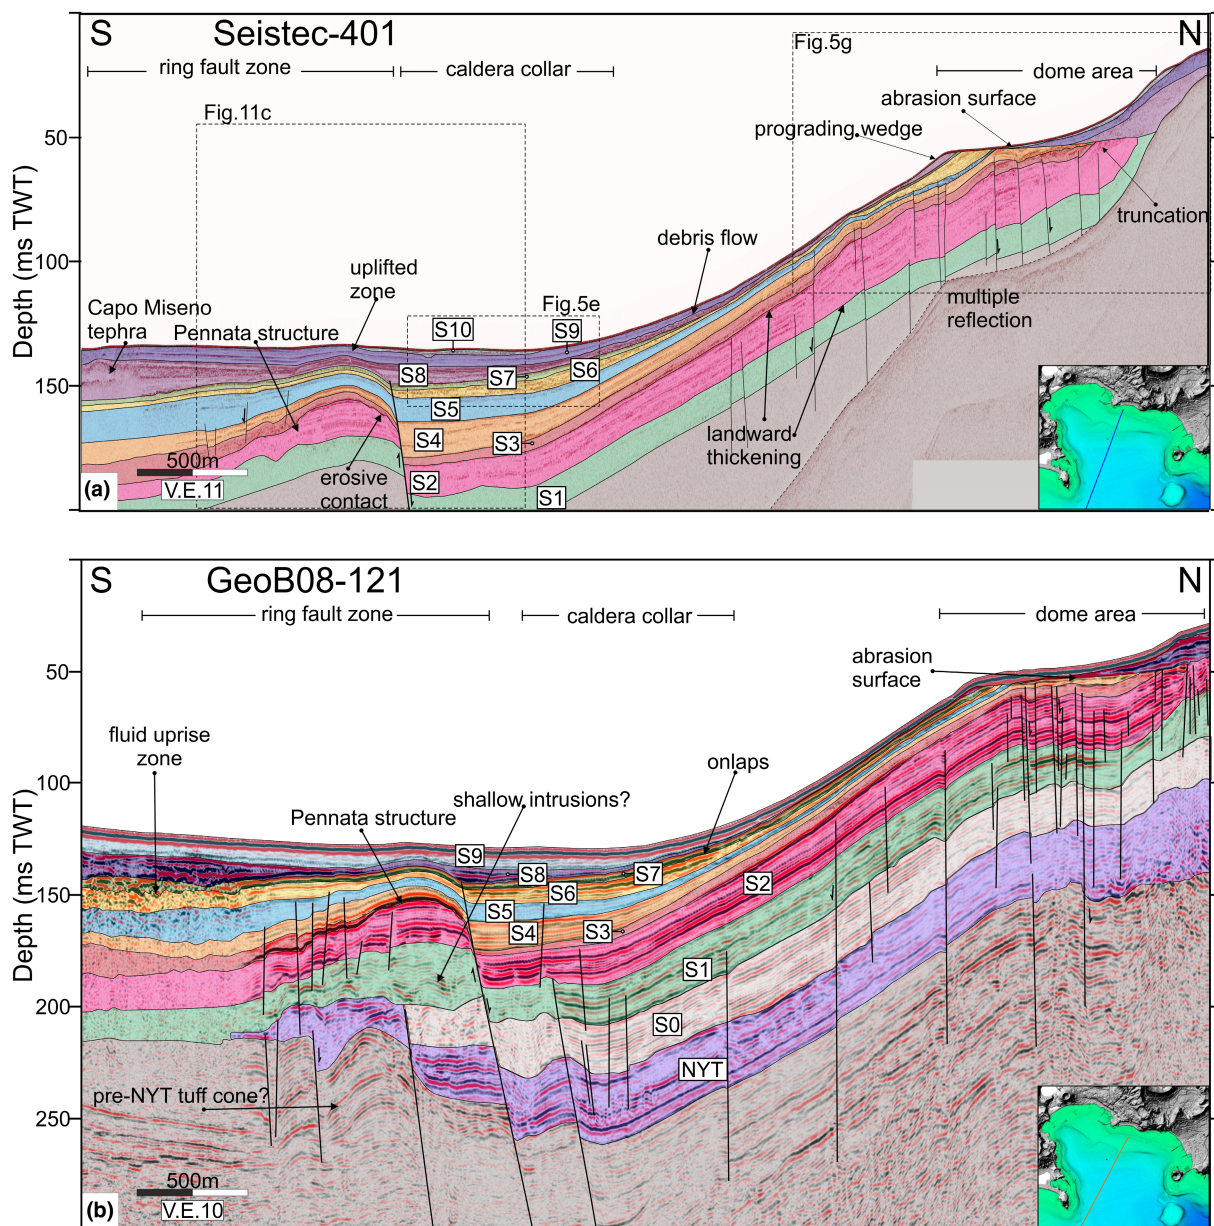 S
Seistec-401
N
ring fault zone
caldera collar
Fig.5g
dome area
abrasion surface
Fig.11c
prograding wedge
50
truncation
debris flow
100
uplifted
zone
Fig.5e
multiple
reflection
Capo Miseno
tephra
Pennata structure
S10
S9
S8
S7
S6
150
S5
S4
S3
landward
thickening
500m
erosive
contact
S2
(a)
V.E.11
S1
Depth (ms TWT)
S
GeoB08-121
N
ring fault zone
caldera collar
dome area
abrasion
surface
50
fluid uprise
zone
onlaps
100
shallow intrusions?
Pennata structure
S9
S8
S7
150
S6
S2
S5
S4
S3
S1
200
S0
NYT
pre-NYT tuff cone?
250
500m
(b)
V.E.10
Depth (ms TWT)